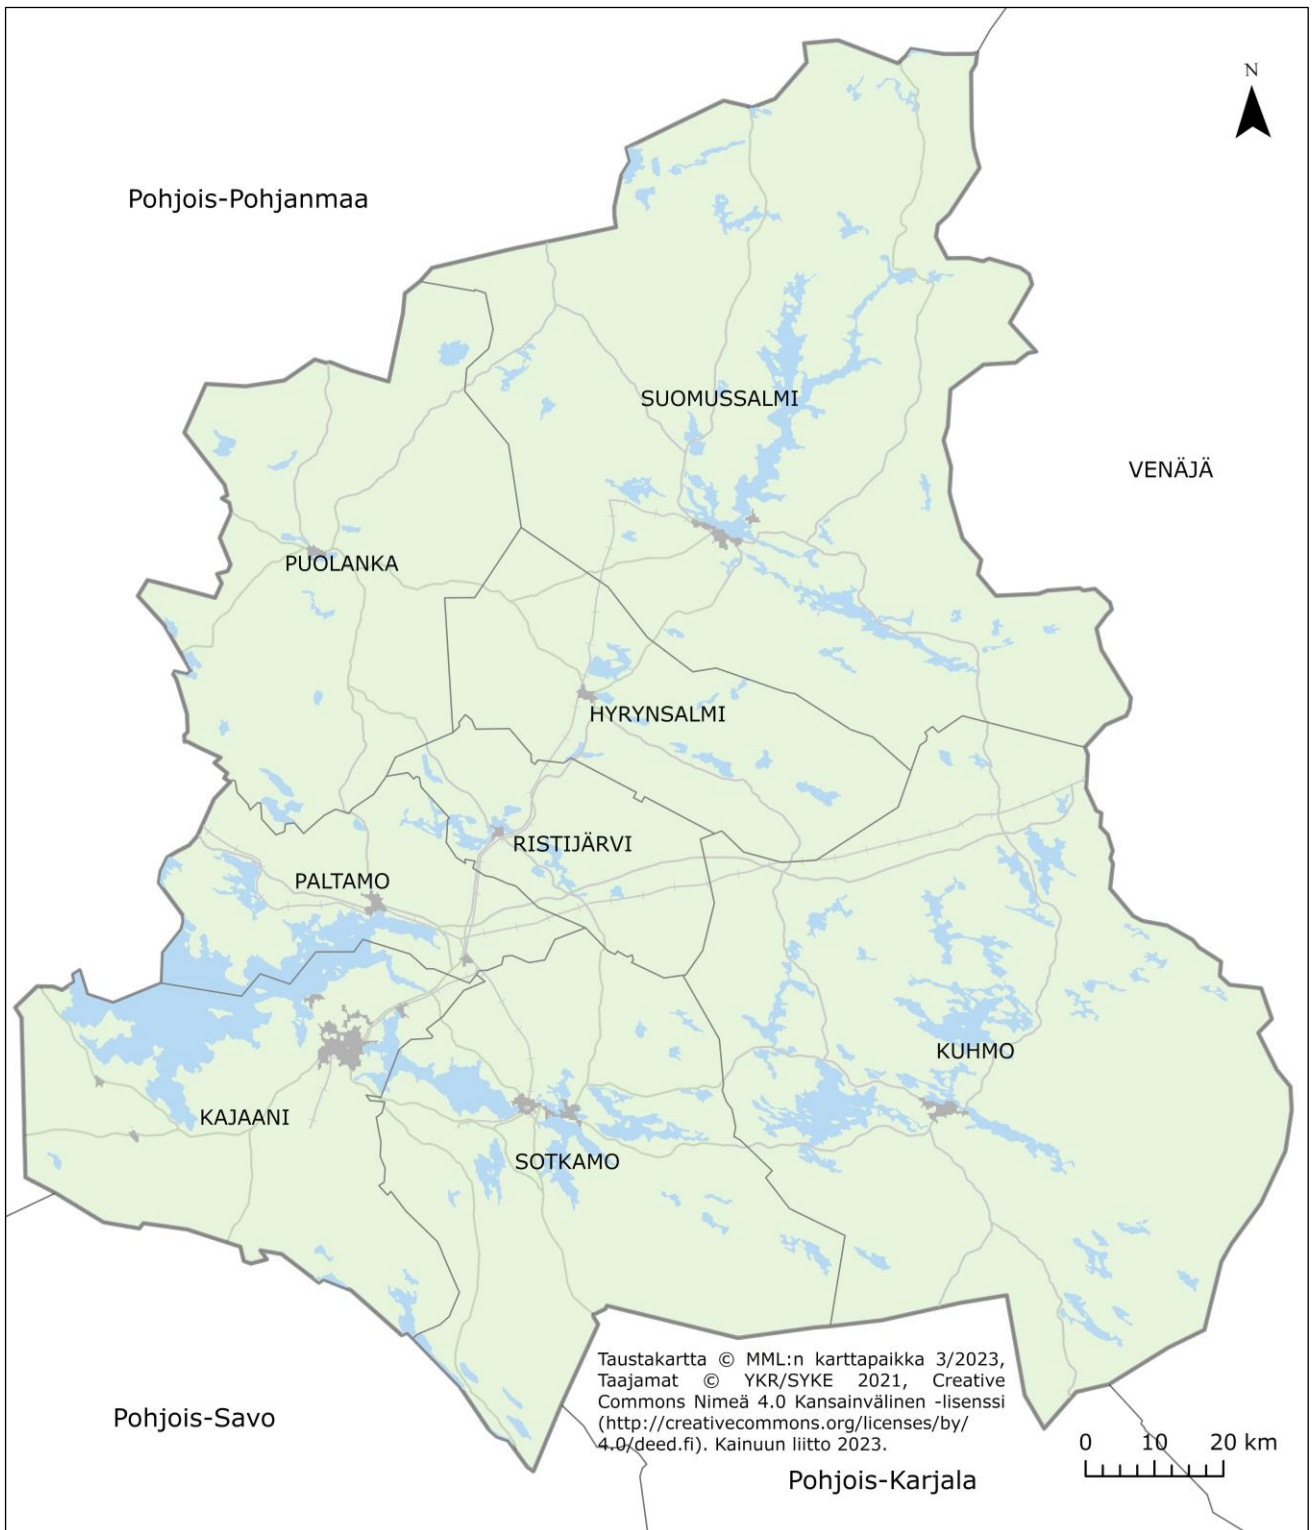 N
Pohjois-Pohjanmaa
SUOMUSSALMI
VENÄJÄ
PUOLANKA
HYRYNSALMI
RISTIJÄRVI
PALTAMO
KUHMO
KAJAANI
SOTKAMO
Taustakartta © MML:n karttapaikka 3/2023,
Taajamat © YKR/SYKE 2021, Creative
Commons Nimeä 4.0 Kansainvälinen -lisenssi
(http://creativecommons.org/licenses/by/
4.0/deed.fi). Kainuun liitto 2023.
Pohjois-Savo
0 10 20 km
Pohjois-Karjala